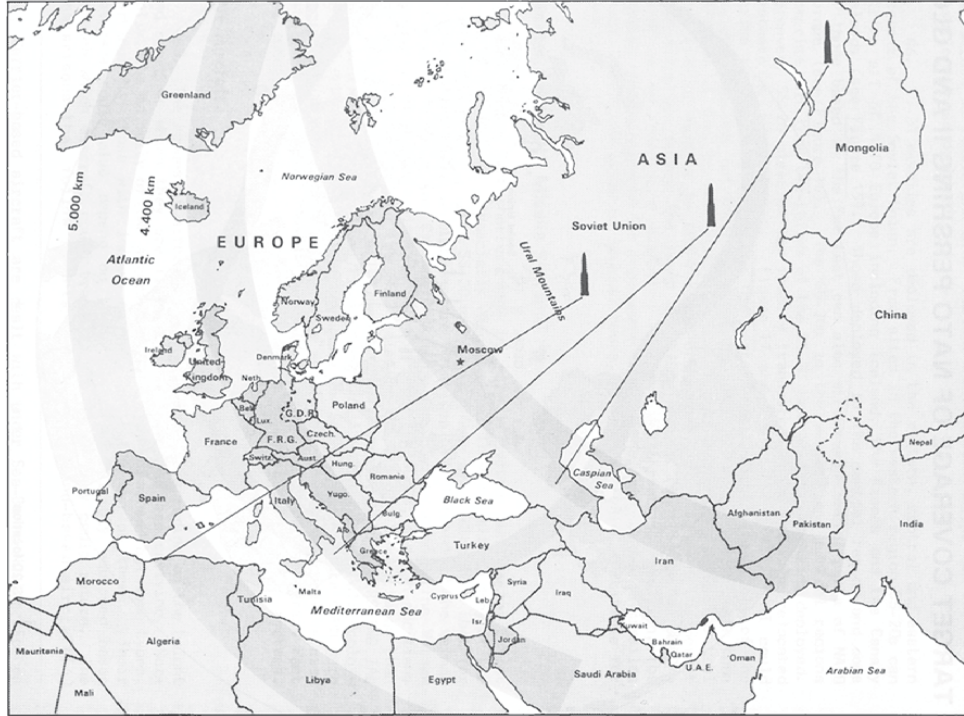 Greenland
Norwegian Sea
ASIA
Mongolia
5.000 km
4.400 km
Iceland
EUROPE
Soviet Union
Ural Mountains
Atlantic
Ocean
Norway
Sweden
Finland
China
Ireland
United
Kingdom
Denmark
Moscow
Neth.
Bel.
Lux.
G.D.R.
Poland
France
F.R.G.
Czech.
Switz.
Aust.
Hung.
Romania
Nepal
Portugal
Spain
Italy
Yugo.
Bulg.
Black Sea
Caspian
Sea
Afghanistan
Pakistan
India
Alb.
Greece
Turkey
Iran
Morocco
Algeria
Tunisia
Malta
Mediterranean Sea
Cyprus
Syria
Leb.
Iraq
Isr.
Jordan
Kuwait
Bahrain
Qatar
U.A.E.
Oman
Mauritania
Mali
Libya
Egypt
Saudi Arabia
Arabian Sea